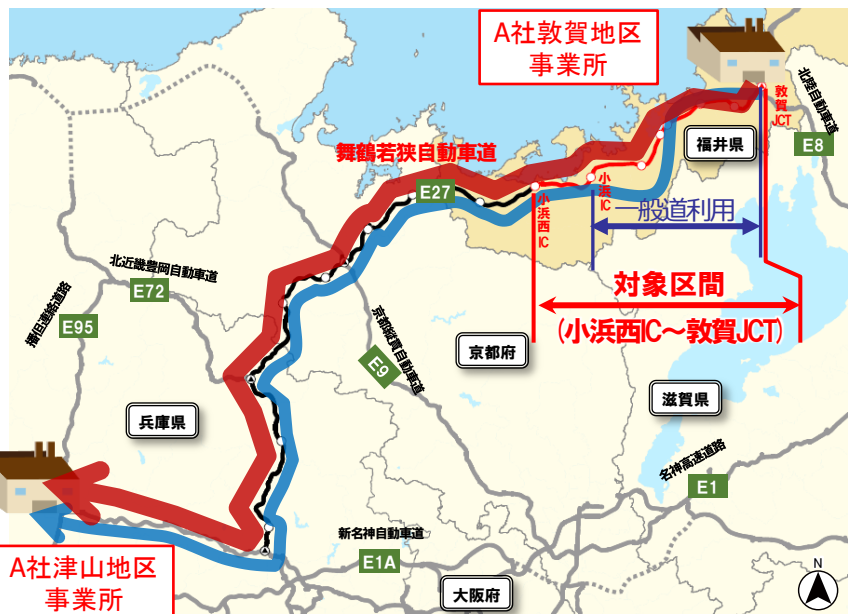 A社敦賀地区
事業所
北陸自動車道
敦賀
JCT
E8
福井県
舞鶴若狭自動車道
E27
小浜西IC
小浜IC
一般道利用
対象区間
(小浜西IC～敦賀JCT)
北近畿豊岡自動車道
E72
播但連絡道路
E95
京都縦貫自動車道
E9
京都府
滋賀県
兵庫県
名神高速道路
E1
新名神自動車道
E1A
A社津山地区
事業所
大阪府
N